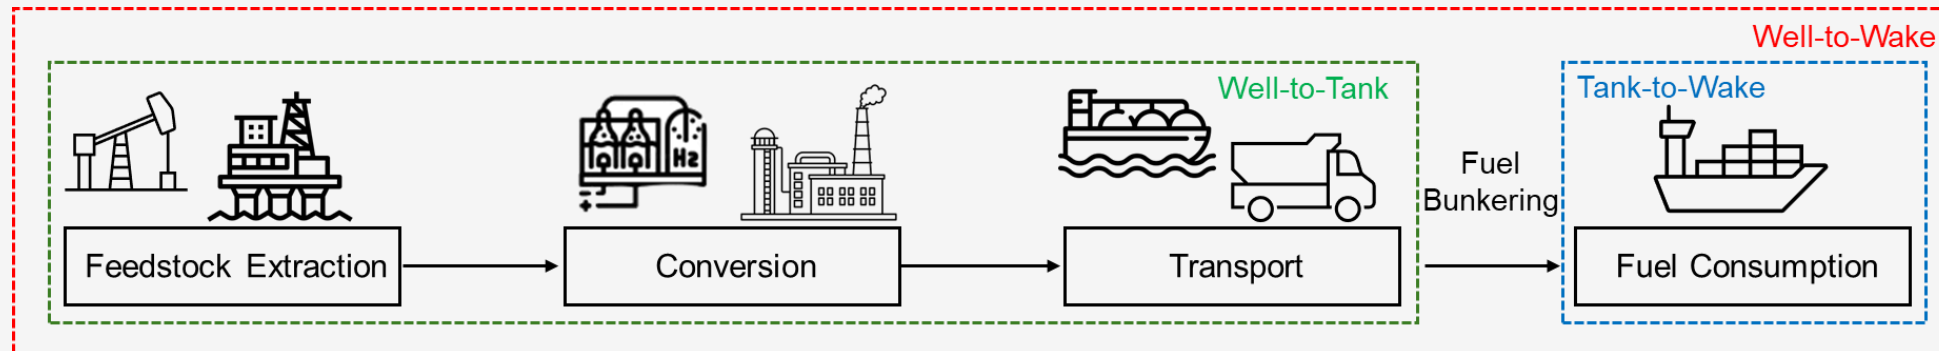 Well-to-Wake
Well-to-Tank
Tank-to-Wake
H2
Fuel
Bunkering
Feedstock Extraction
Conversion
Transport
Fuel Consumption